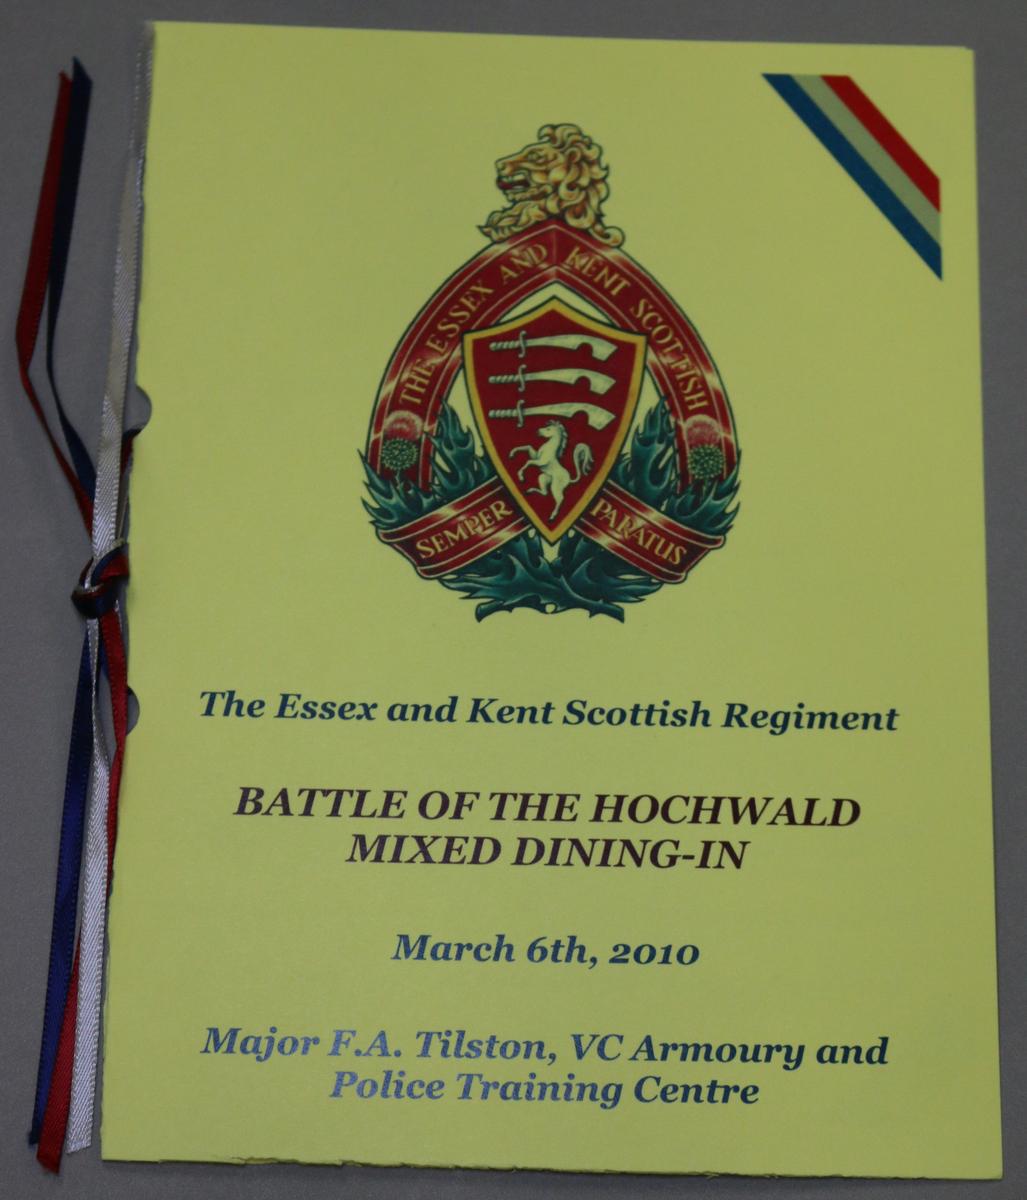 THE ESSEX AND KENT SCOTTISH
SEMPER PARATUS
The Essex and Kent Scottish Regiment
BATTLE OF THE HOCHWALD
MIXED DINING-IN
March 6th, 2010
Major F.A. Tilston, VC Armoury and
Police Training Centre